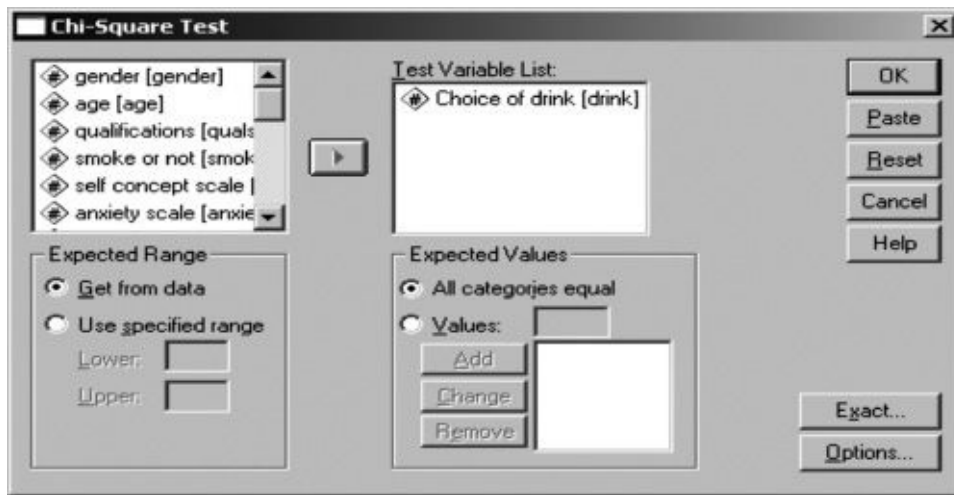 Chi-Square Test
gender [gender]
age [age]
qualifications [quals
smoke or not [smok
self concept scale [
anxiety scale [anxie
Test Variable List:
Choice of drink [drink]
OK
Paste
Reset
Cancel
Help
Expected Range
Get from data
Use specified range
Lower:
Upper:
Expected Values
All categories equal
Values:
Add
Change
Remove
Exact...
Options...